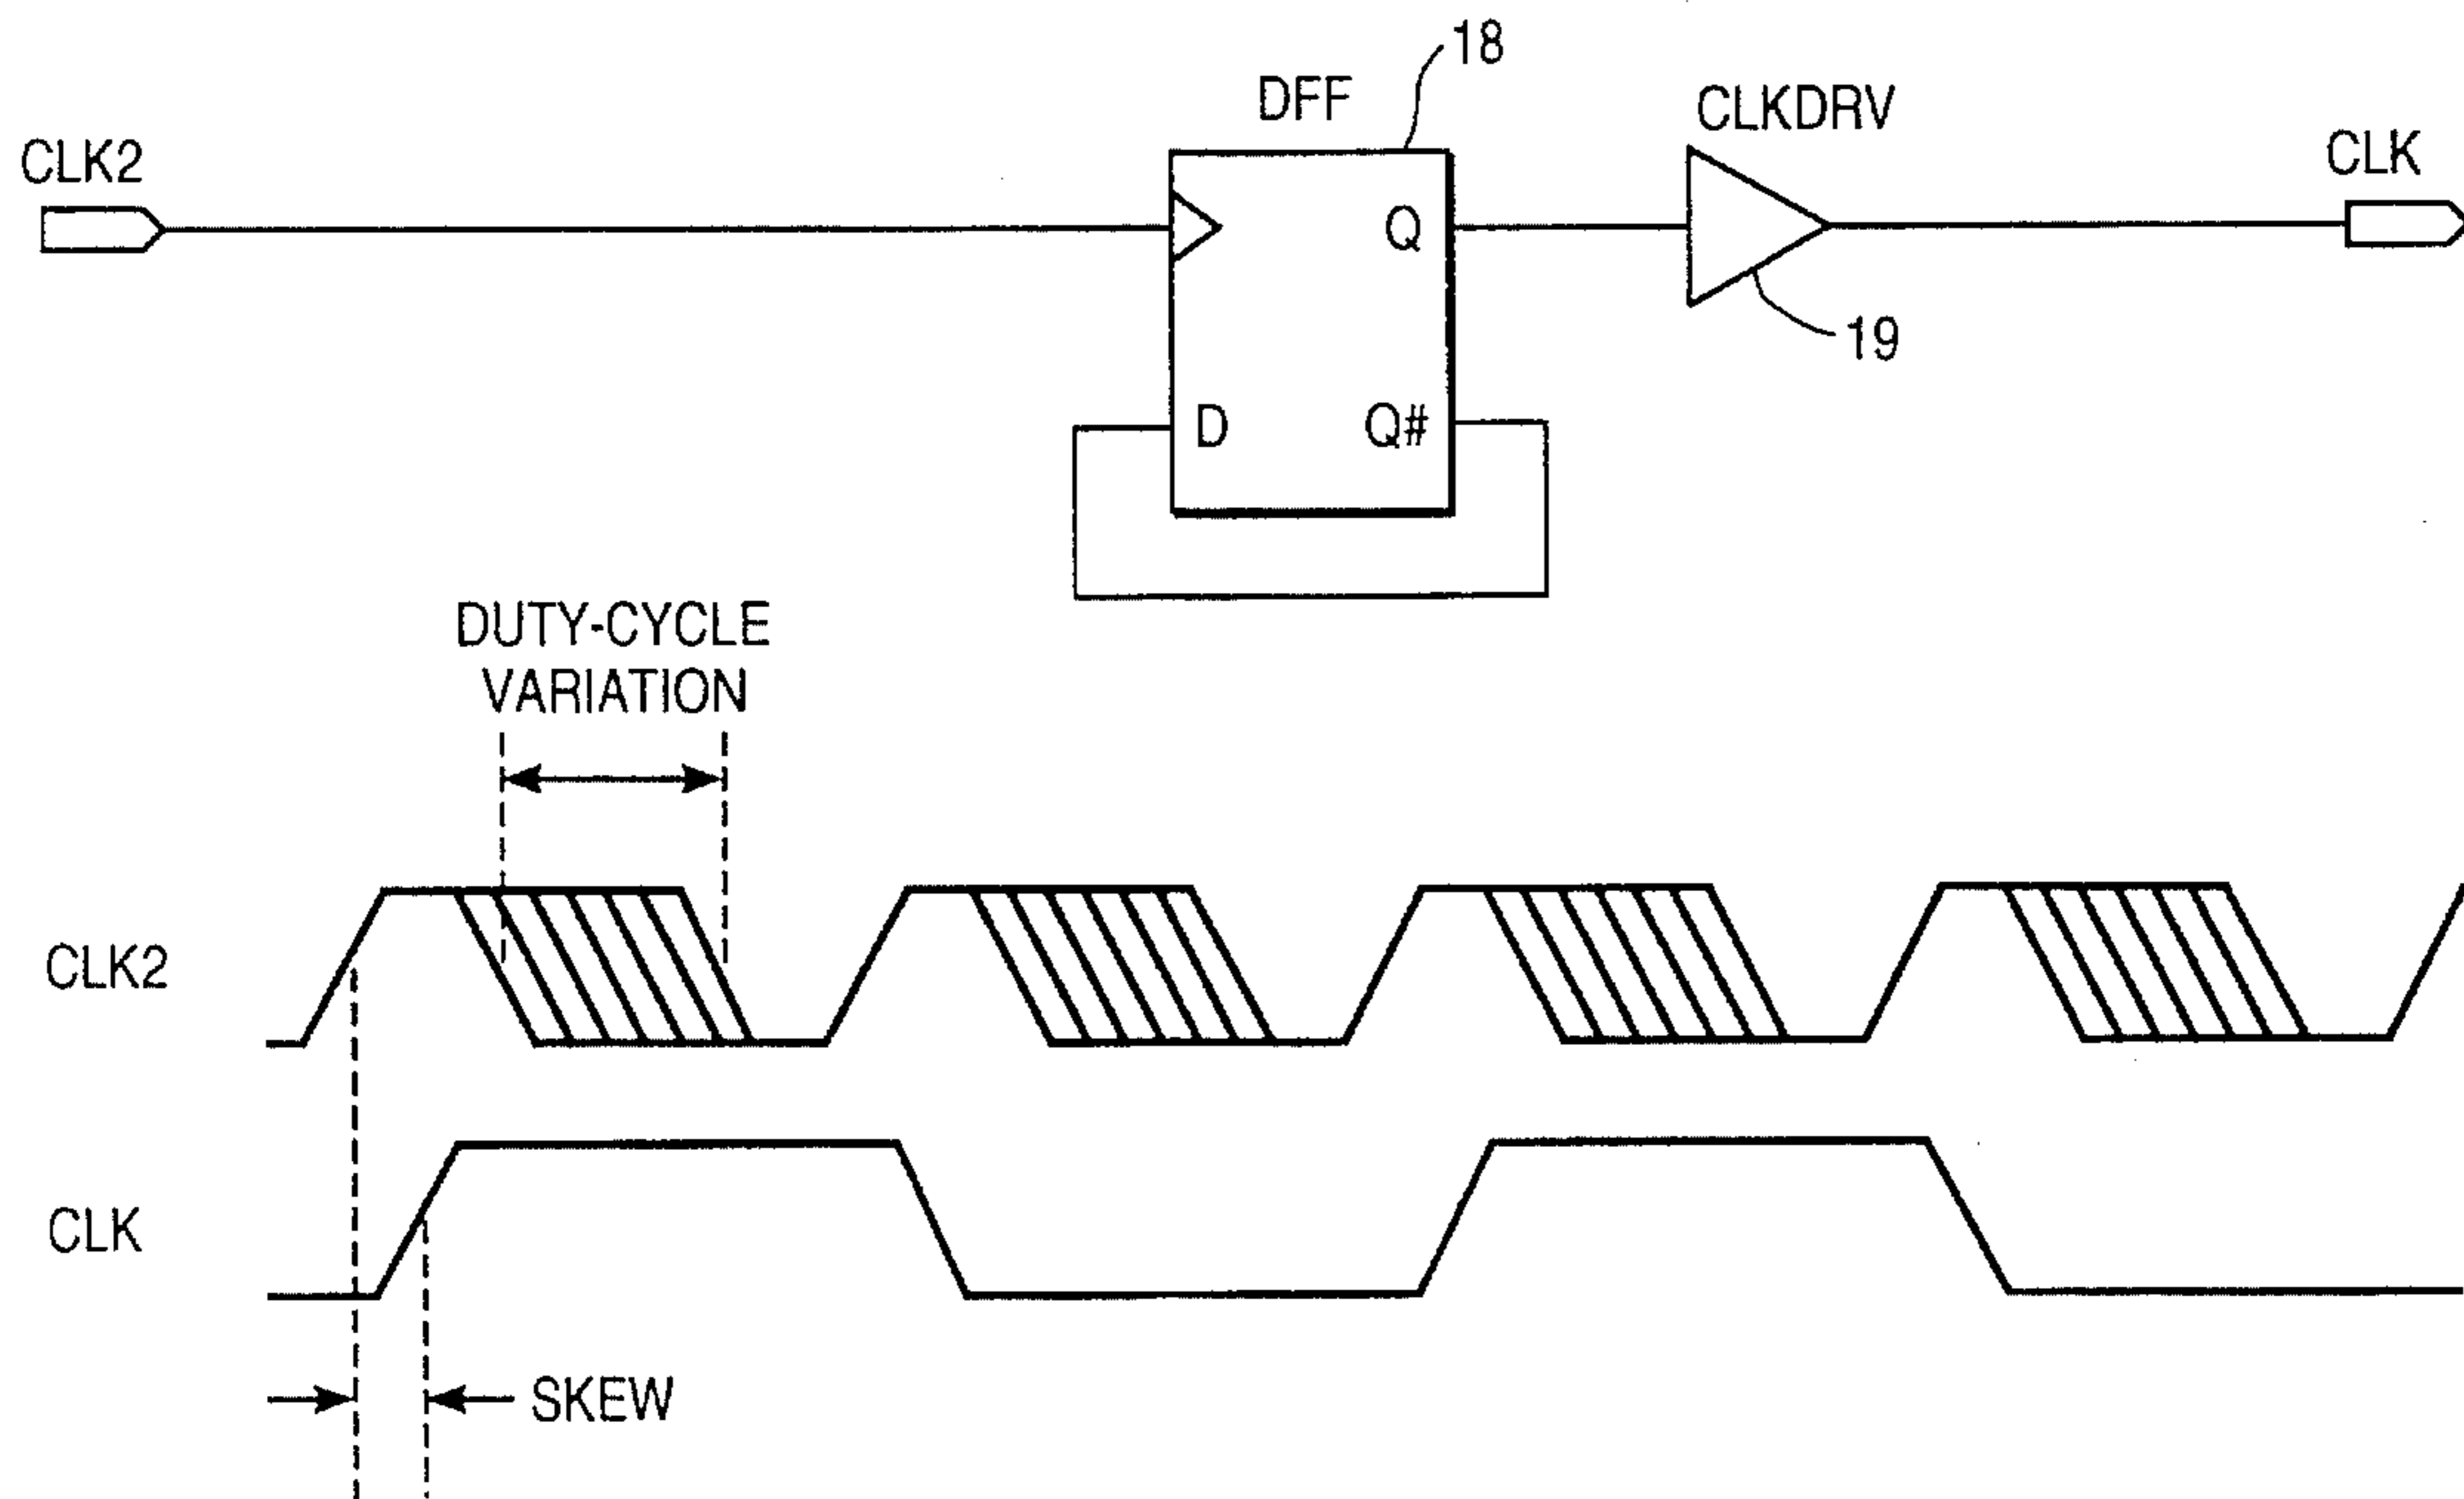 18
DFF
CLKDRV
CLK2
CLK
Q
19
D
Q#
DUTY-CYCLE
VARIATION
CLK2
CLK
SKEW